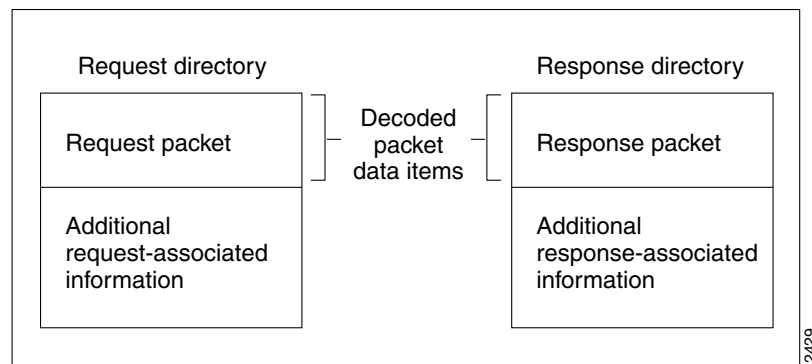 Request directory
Response directory
Request packet
Decoded
packet
data items
Response packet
Additional
request-associated
information
Additional
response-associated
information